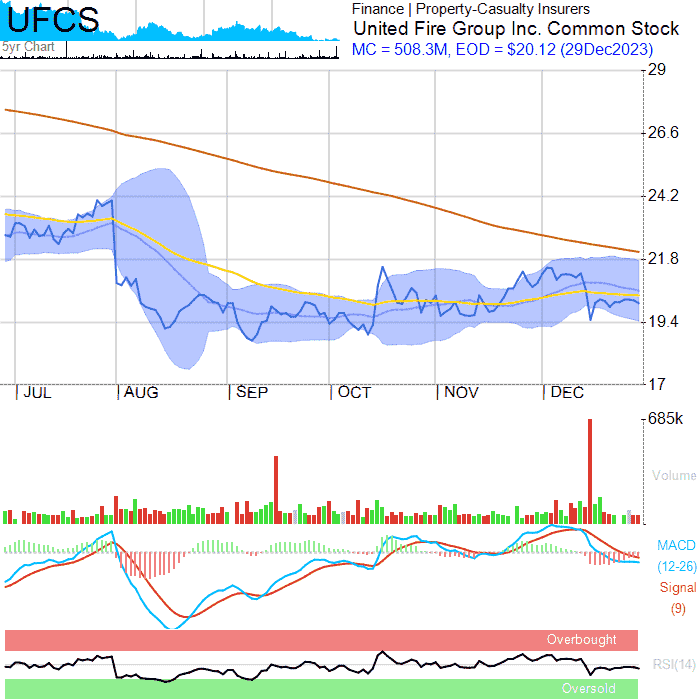 UFCS
5yr Chart
Finance | Property-Casualty Insurers
United Fire Group Inc. Common Stock
MC = 508.3M, EOD = $20.12 (29Dec2023)
29
26.6
24.2
21.8
19.4
17
JUL AUG SEP OCT NOV DEC
685k
Volume
MACD
(12-26)
Signal
(9)
Overbought
RSI(14)
Oversold